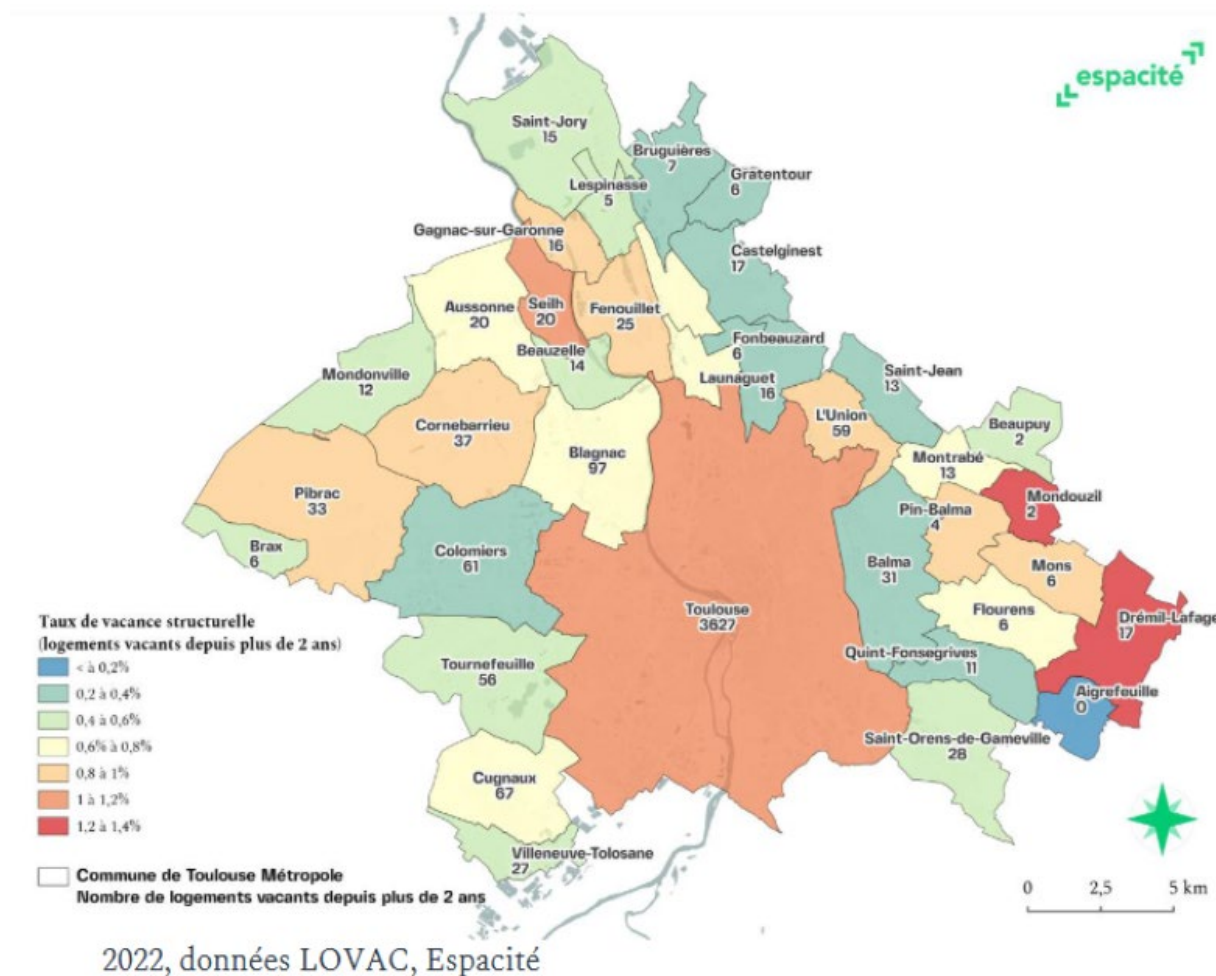 espacité
Saint-Jory
15
Bruguières
7
Gratentour
6
Lespinasse
5
Gagnac-sur-Garonne
16
Castelginest
17
Aussonne
20
Seilh
20
Fenouillet
25
Beauzelle
14
Fonbeauzard
6
Mondonville
12
Launaguet
16
Saint-Jean
13
Cornebarrieu
37
L'Union
59
Beaupuy
2
Blagnac
97
Montrabé
13
Pibrac
33
Mondouzil
2
Pin-Balma
4
Brax
6
Colomiers
61
Balma
31
Mons
6
Toulouse
3627
Flourens
6
Drémil-Lafage
17
Quint-Fonsegrives
11
Tournefeuille
56
Aigrefeuille
0
Saint-Orens-de-Gameville
28
Cugnaux
67
Villeneuve-Tolosane
27
Taux de vacance structurelle
(logements vacants depuis plus de 2 ans)
< à 0,2%
0,2 à 0,4%
0,4 à 0,6%
0,6% à 0,8%
0,8 à 1%
1 à 1,2%
1,2 à 1,4%
Commune de Toulouse Métropole
Nombre de logements vacants depuis plus de 2 ans
0 2,5 5 km
2022, données LOVAC, Espacité